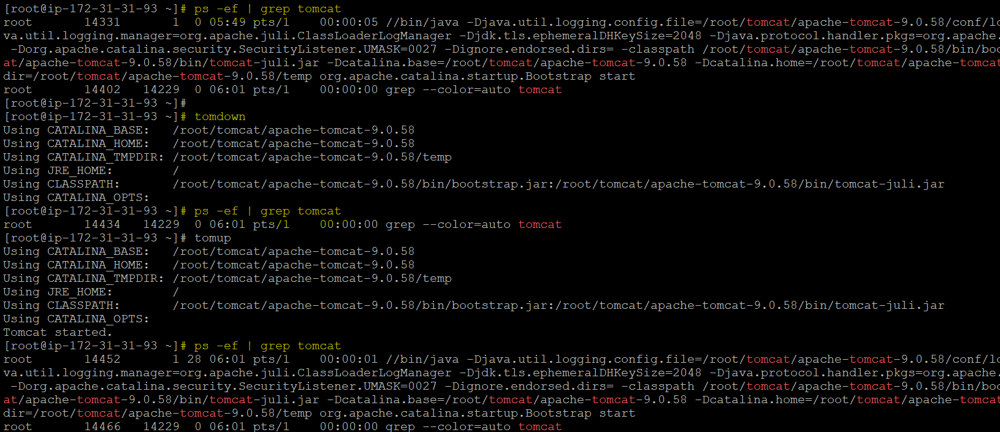 [root@ip-172-31-31-93 ~]# ps -ef | grep tomcat
root       14331       1  0 05:49 pts/1    00:00:05 //bin/java -Djava.util.logging.config.file=/root/tomcat/apache-tomcat-9.0.58/conf/lo
va.util.logging.manager=org.apache.juli.ClassLoaderLogManager -Djdk.tls.ephemeralDHKeySize=2048 -Djava.protocol.handler.pkgs=org.apache.
 -Dorg.apache.catalina.security.SecurityListener.UMASK=0027 -Dignore.endorsed.dirs= -classpath /root/tomcat/apache-tomcat-9.0.58/bin/boo
at/apache-tomcat-9.0.58/bin/tomcat-juli.jar -Dcatalina.base=/root/tomcat/apache-tomcat-9.0.58 -Dcatalina.home=/root/tomcat/apache-tomcat
dir=/root/tomcat/apache-tomcat-9.0.58/temp org.apache.catalina.startup.Bootstrap start
root       14402   14229  0 06:01 pts/1    00:00:00 grep --color=auto tomcat
[root@ip-172-31-31-93 ~]#
[root@ip-172-31-31-93 ~]# tomdown
Using CATALINA_BASE:   /root/tomcat/apache-tomcat-9.0.58
Using CATALINA_HOME:   /root/tomcat/apache-tomcat-9.0.58
Using CATALINA_TMPDIR: /root/tomcat/apache-tomcat-9.0.58/temp
Using JRE_HOME:        /
Using CLASSPATH:       /root/tomcat/apache-tomcat-9.0.58/bin/bootstrap.jar:/root/tomcat/apache-tomcat-9.0.58/bin/tomcat-juli.jar
Using CATALINA_OPTS:
[root@ip-172-31-31-93 ~]# ps -ef | grep tomcat
root       14434   14229  0 06:01 pts/1    00:00:00 grep --color=auto tomcat
[root@ip-172-31-31-93 ~]# tomup
Using CATALINA_BASE:   /root/tomcat/apache-tomcat-9.0.58
Using CATALINA_HOME:   /root/tomcat/apache-tomcat-9.0.58
Using CATALINA_TMPDIR: /root/tomcat/apache-tomcat-9.0.58/temp
Using JRE_HOME:        /
Using CLASSPATH:       /root/tomcat/apache-tomcat-9.0.58/bin/bootstrap.jar:/root/tomcat/apache-tomcat-9.0.58/bin/tomcat-juli.jar
Using CATALINA_OPTS:
Tomcat started.
[root@ip-172-31-31-93 ~]# ps -ef | grep tomcat
root       14452       1 28 06:01 pts/1    00:00:01 //bin/java -Djava.util.logging.config.file=/root/tomcat/apache-tomcat-9.0.58/conf/lo
va.util.logging.manager=org.apache.juli.ClassLoaderLogManager -Djdk.tls.ephemeralDHKeySize=2048 -Djava.protocol.handler.pkgs=org.apache.
 -Dorg.apache.catalina.security.SecurityListener.UMASK=0027 -Dignore.endorsed.dirs= -classpath /root/tomcat/apache-tomcat-9.0.58/bin/boo
at/apache-tomcat-9.0.58/bin/tomcat-juli.jar -Dcatalina.base=/root/tomcat/apache-tomcat-9.0.58 -Dcatalina.home=/root/tomcat/apache-tomcat
dir=/root/tomcat/apache-tomcat-9.0.58/temp org.apache.catalina.startup.Bootstrap start
root       14466   14229  0 06:01 pts/1    00:00:00 grep --color=auto tomcat